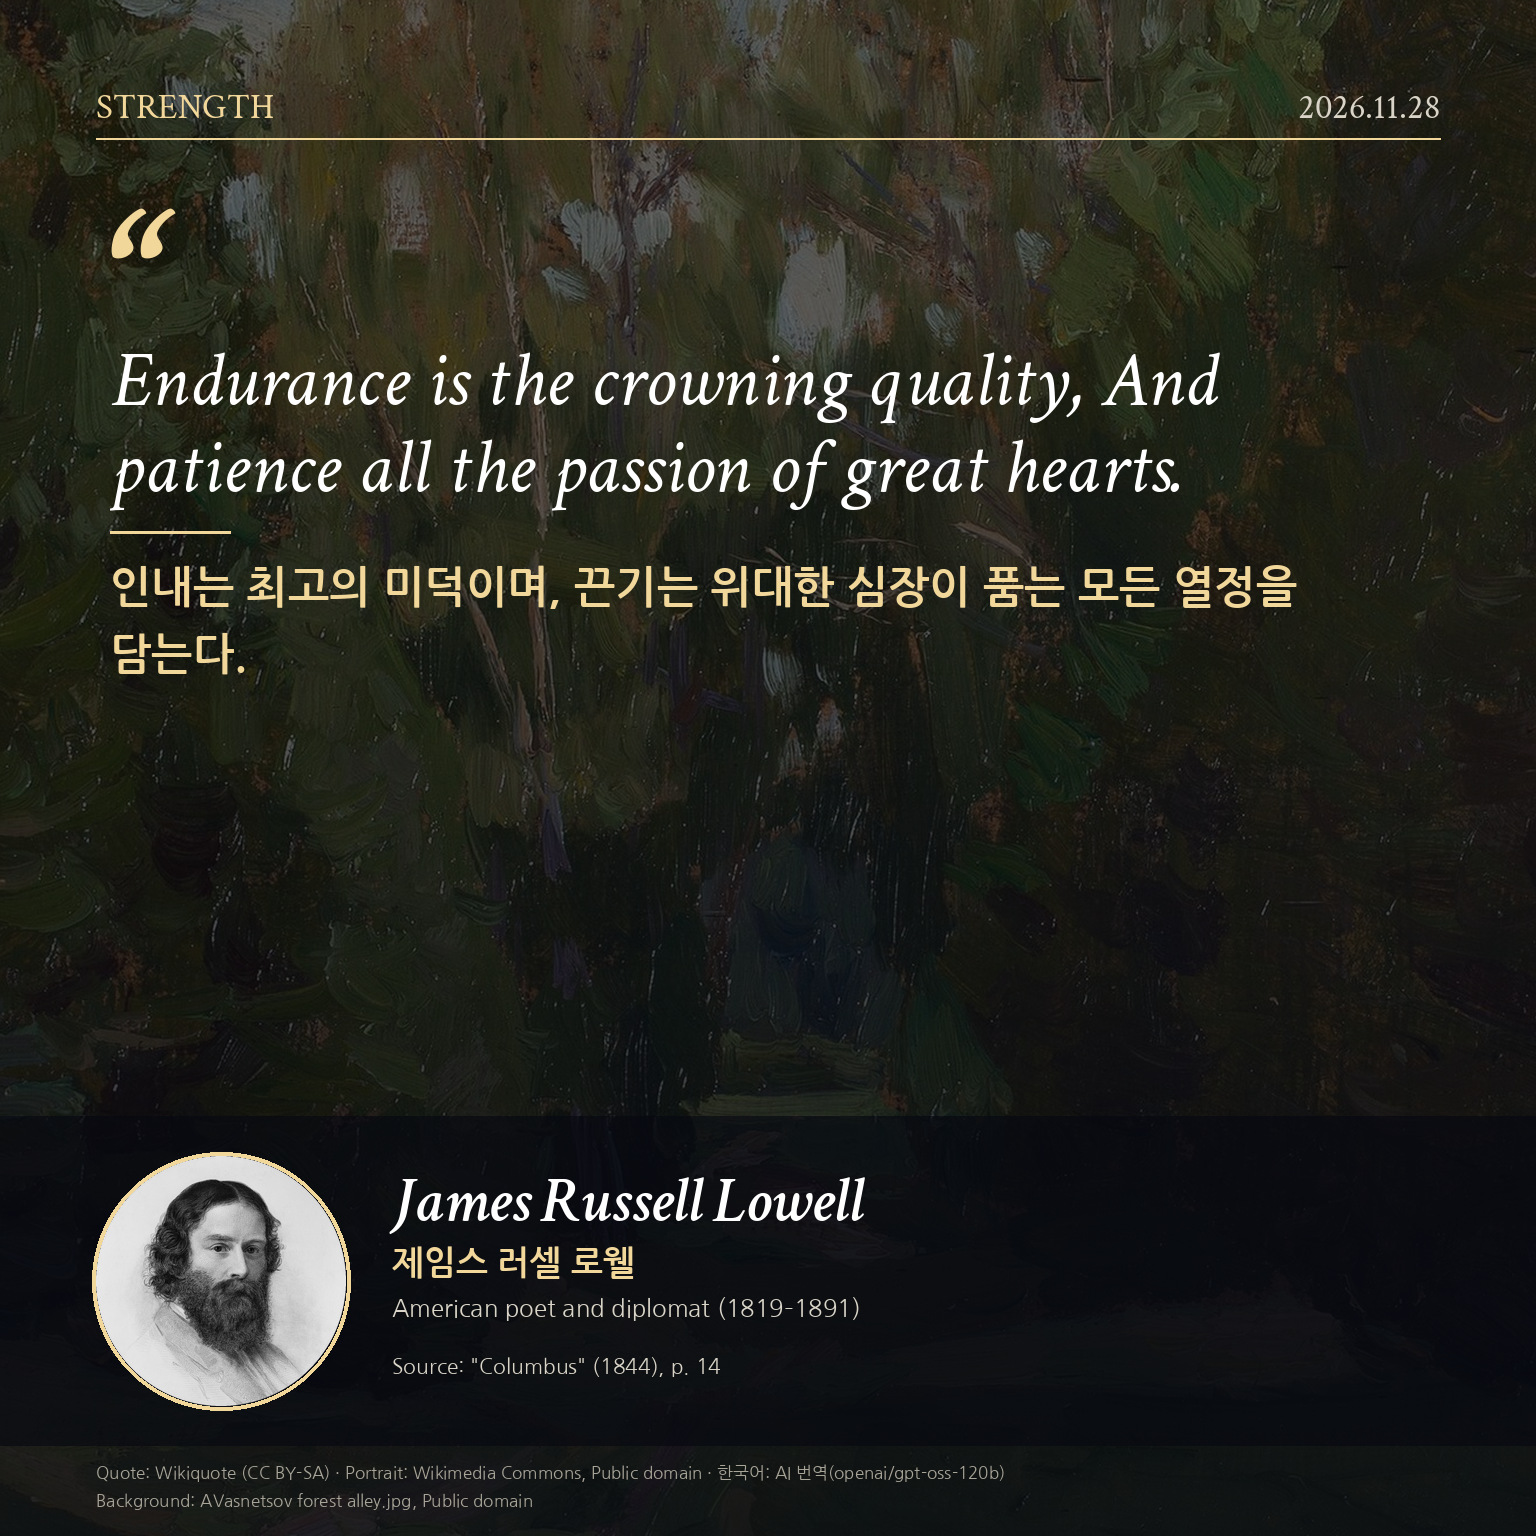 STRENGTH
2026.11.28
“
Endurance is the crowning quality, And
patience all the passion of great hearts.
인내는 최고의 미덕이며, 끈기는 위대한 심장이 품는 모든 열정을
담는다.
James Russell Lowell
제임스 러셀 로웰
American poet and diplomat (1819–1891)
Source: "Columbus" (1844), p. 14
Quote: Wikiquote (CC BY-SA) · Portrait: Wikimedia Commons, Public domain · 한국어: AI 번역(openai/gpt-oss-120b)
Background: AVasnetsov forest alley.jpg, Public domain